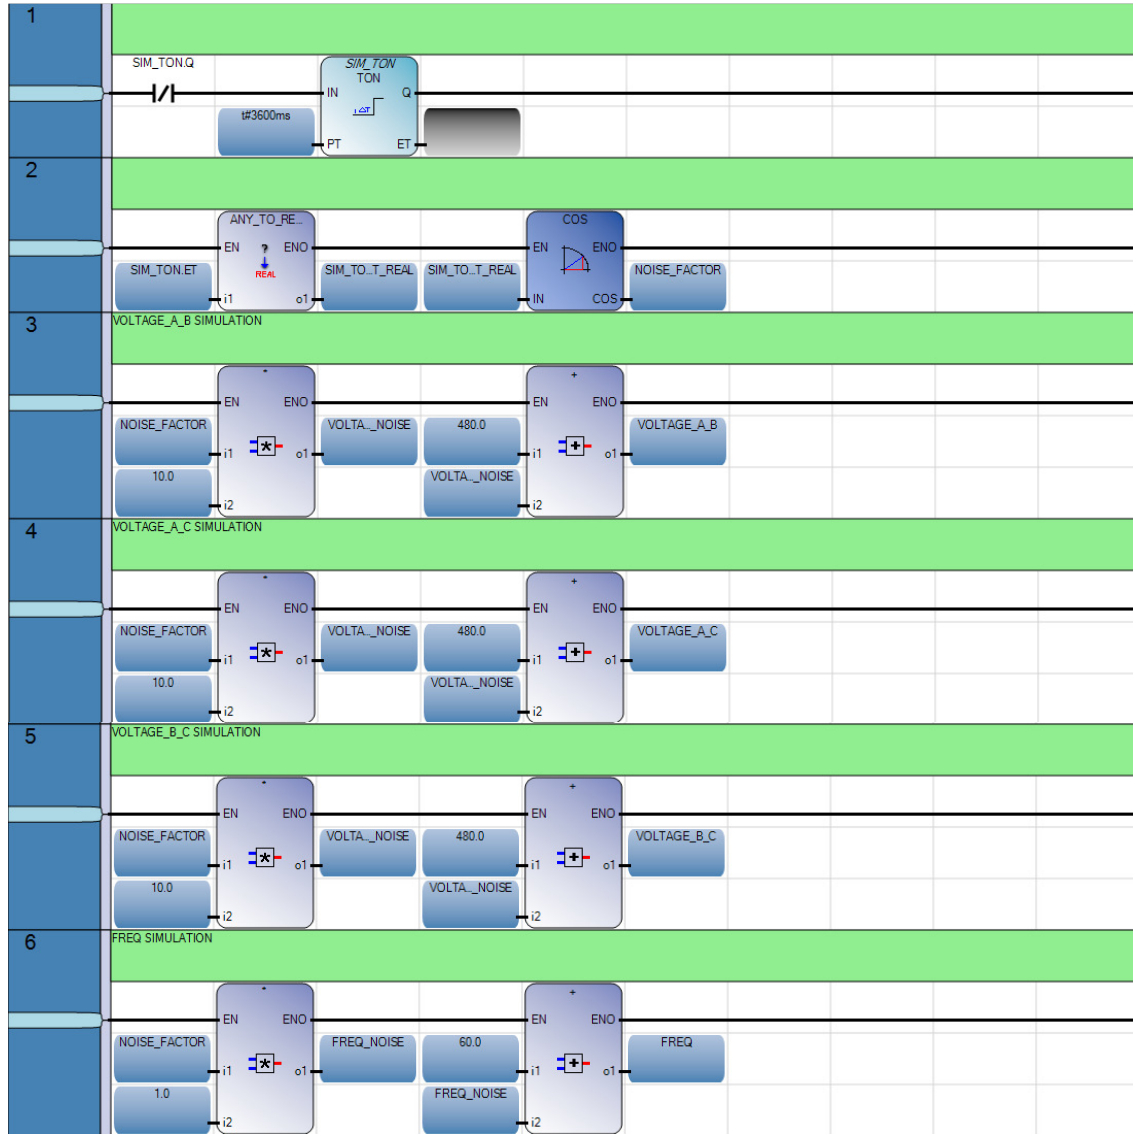 1
SIM_TON.Q
SIM_TON
TON
IN Q
t#3600ms
PT ET
2
ANY_TO_RE... COS
EN ENO EN ENO
?
REAL
SIM_TON.ET SIM_TO...T_REAL SIM_TO...T_REAL NOISE_FACTOR
i1 o1 IN COS
3
VOLTAGE_A_B SIMULATION
* +
EN ENO EN ENO
NOISE_FACTOR VOLTA..._NOISE 480.0 VOLTAGE_A_B
i1 * o1 i1 + o1
10.0 VOLTA..._NOISE
i2 i2
4
VOLTAGE_A_C SIMULATION
* +
EN ENO EN ENO
NOISE_FACTOR VOLTA..._NOISE 480.0 VOLTAGE_A_C
i1 * o1 i1 + o1
10.0 VOLTA..._NOISE
i2 i2
5
VOLTAGE_B_C SIMULATION
* +
EN ENO EN ENO
NOISE_FACTOR VOLTA..._NOISE 480.0 VOLTAGE_B_C
i1 * o1 i1 + o1
10.0 VOLTA..._NOISE
i2 i2
6
FREQ SIMULATION
* +
EN ENO EN ENO
NOISE_FACTOR FREQ_NOISE 60.0 FREQ
i1 * o1 i1 + o1
1.0 FREQ_NOISE
i2 i2